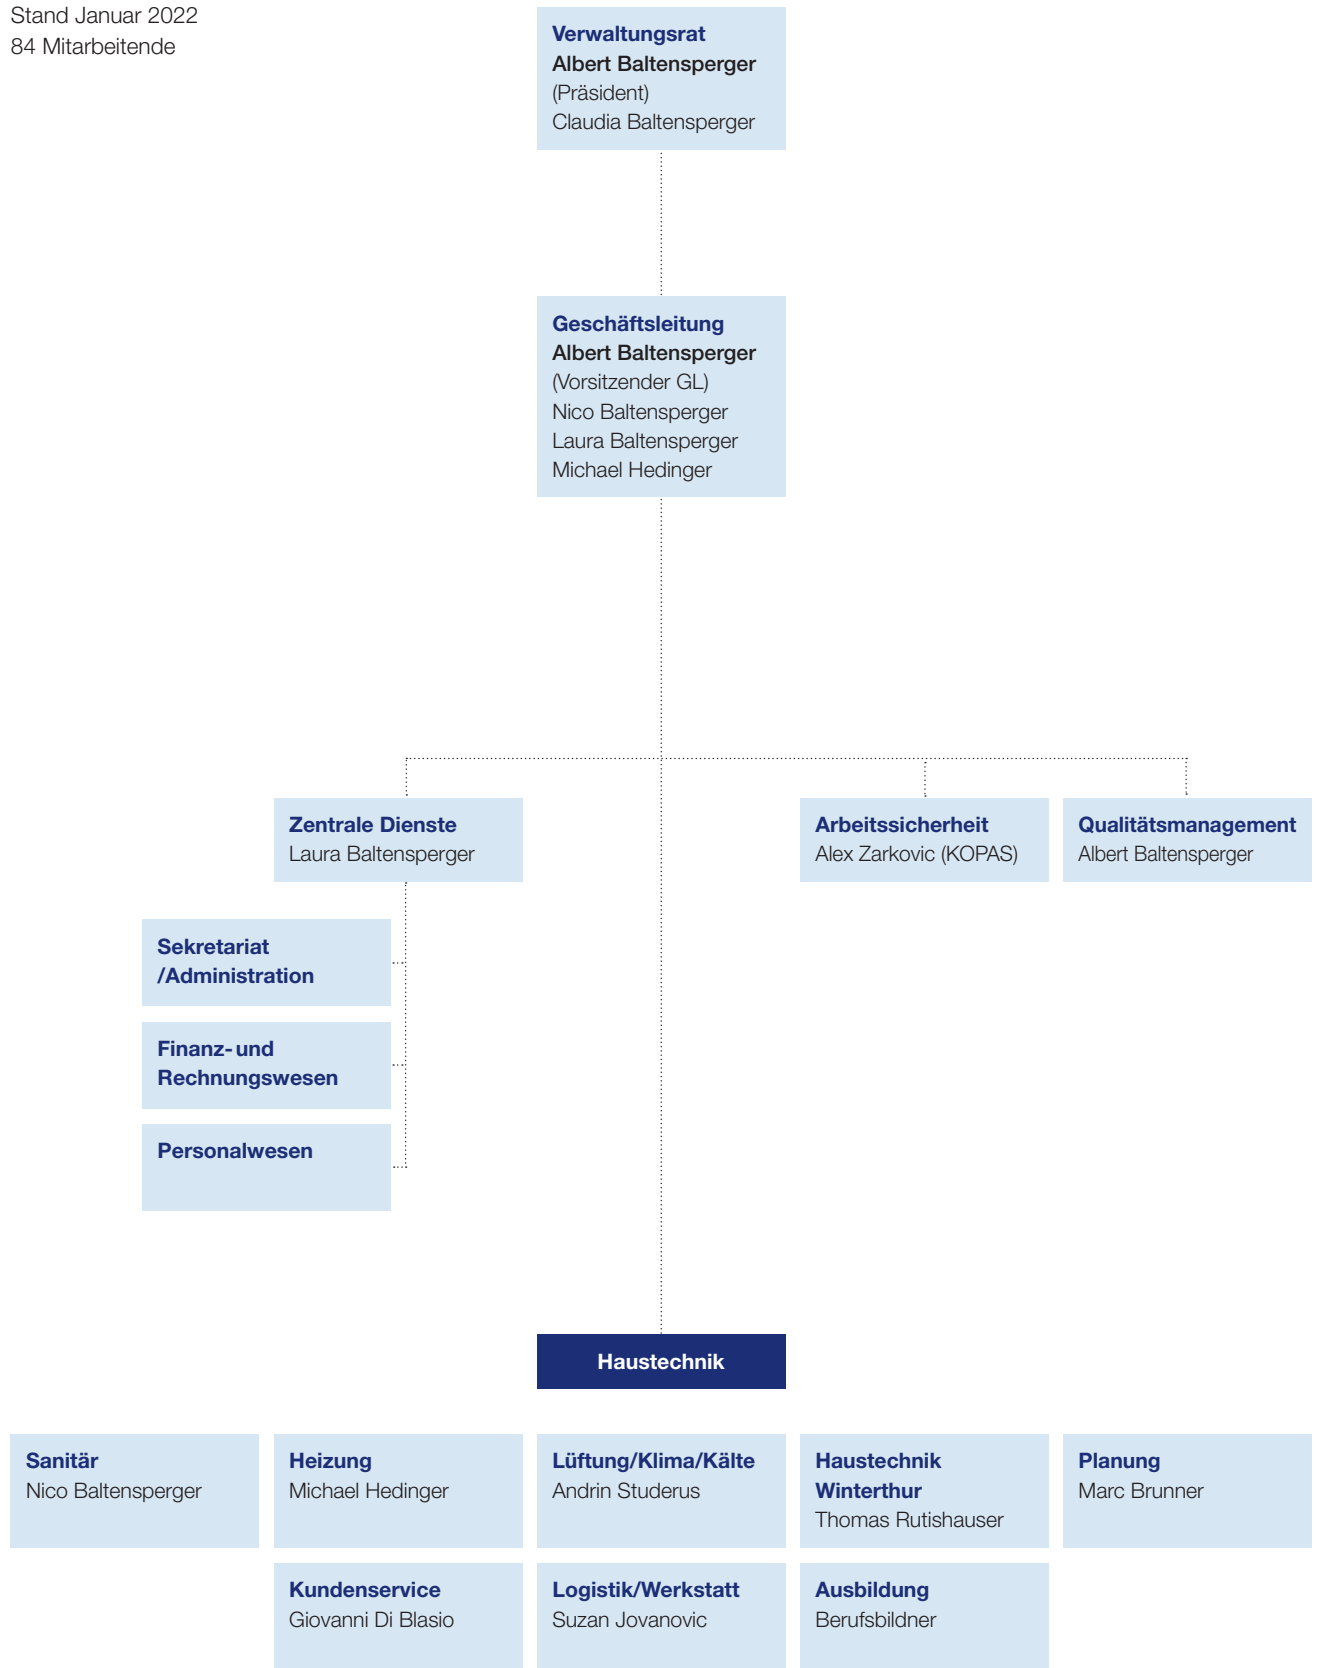 Stand Januar 2022
84 Mitarbeitende
Verwaltungsrat
Albert Baltensperger
(Präsident)
Claudia Baltensperger
Geschäftsleitung
Albert Baltensperger
(Vorsitzender GL)
Nico Baltensperger
Laura Baltensperger
Michael Hedinger
Zentrale Dienste
Laura Baltensperger
Arbeitssicherheit
Alex Zarkovic (KOPAS)
Qualitätsmanagement
Albert Baltensperger
Sekretariat
/Administration
Finanz- und
Rechnungswesen
Personalwesen
Haustechnik
Sanitär
Nico Baltensperger
Heizung
Michael Hedinger
Lüftung/Klima/Kälte
Andrin Studerus
Haustechnik
Winterthur
Thomas Rutishauser
Planung
Marc Brunner
Kundenservice
Giovanni Di Blasio
Logistik/Werkstatt
Suzan Jovanovic
Ausbildung
Berufsbildner